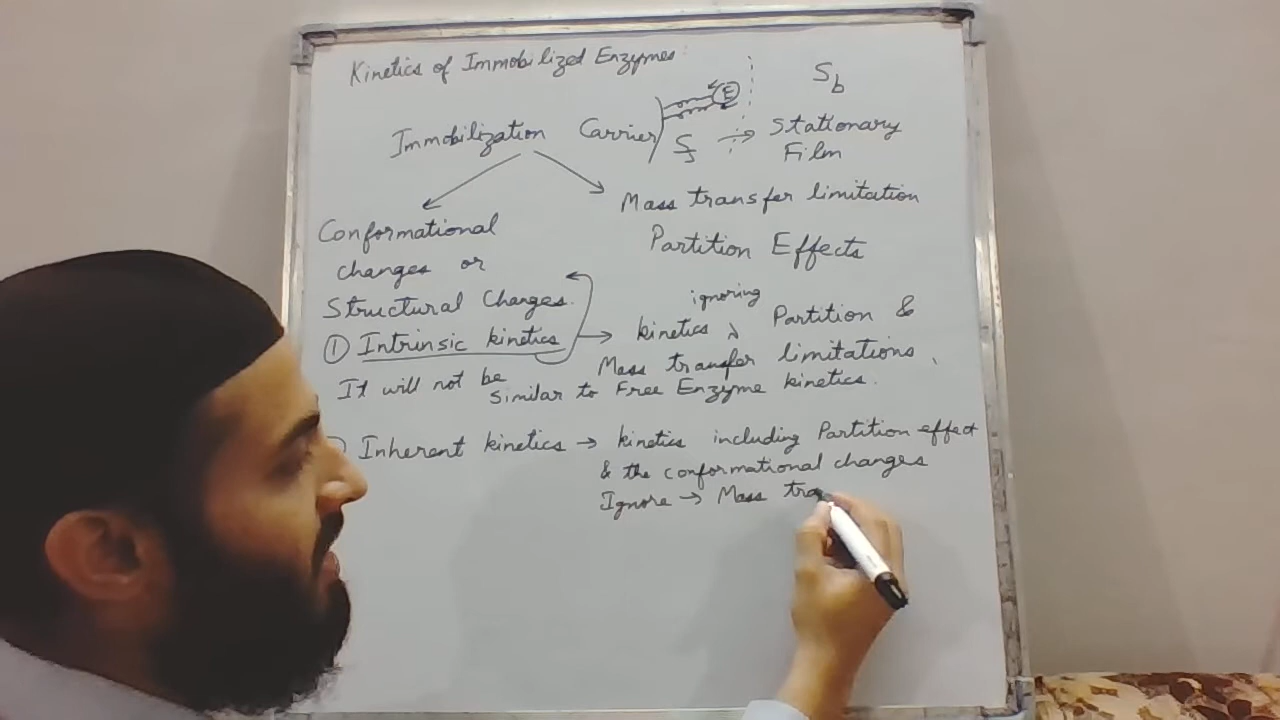 Kinetics of Immobilized Enzymes:
E
S b
Immobilization Carrier
S
Stationary
Film
Mass transfer limitation
Partition Effects
Conformational
changes or
Structural Changes.
① Intrinsic kinetics
ignoring
kinetics Partition &
Mass transfer limitations.
It will not be
Similar to Free Enzyme kinetics.
Inherent kinetics → kinetics including Partition effect
& the conformational changes
Ignore → Mass tra